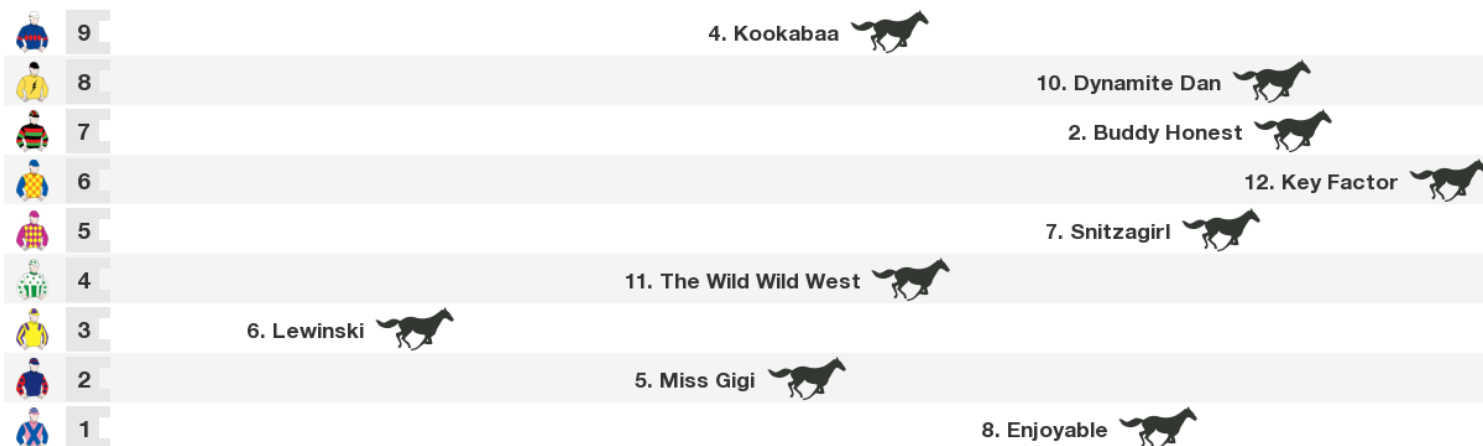 9 4. Kookabaa
8 10. Dynamite Dan
7 2. Buddy Honest
6 12. Key Factor
5 7. Snitzagirl
4 11. The Wild Wild West
3 6. Lewinski
2 5. Miss Gigi
1 8. Enjoyable